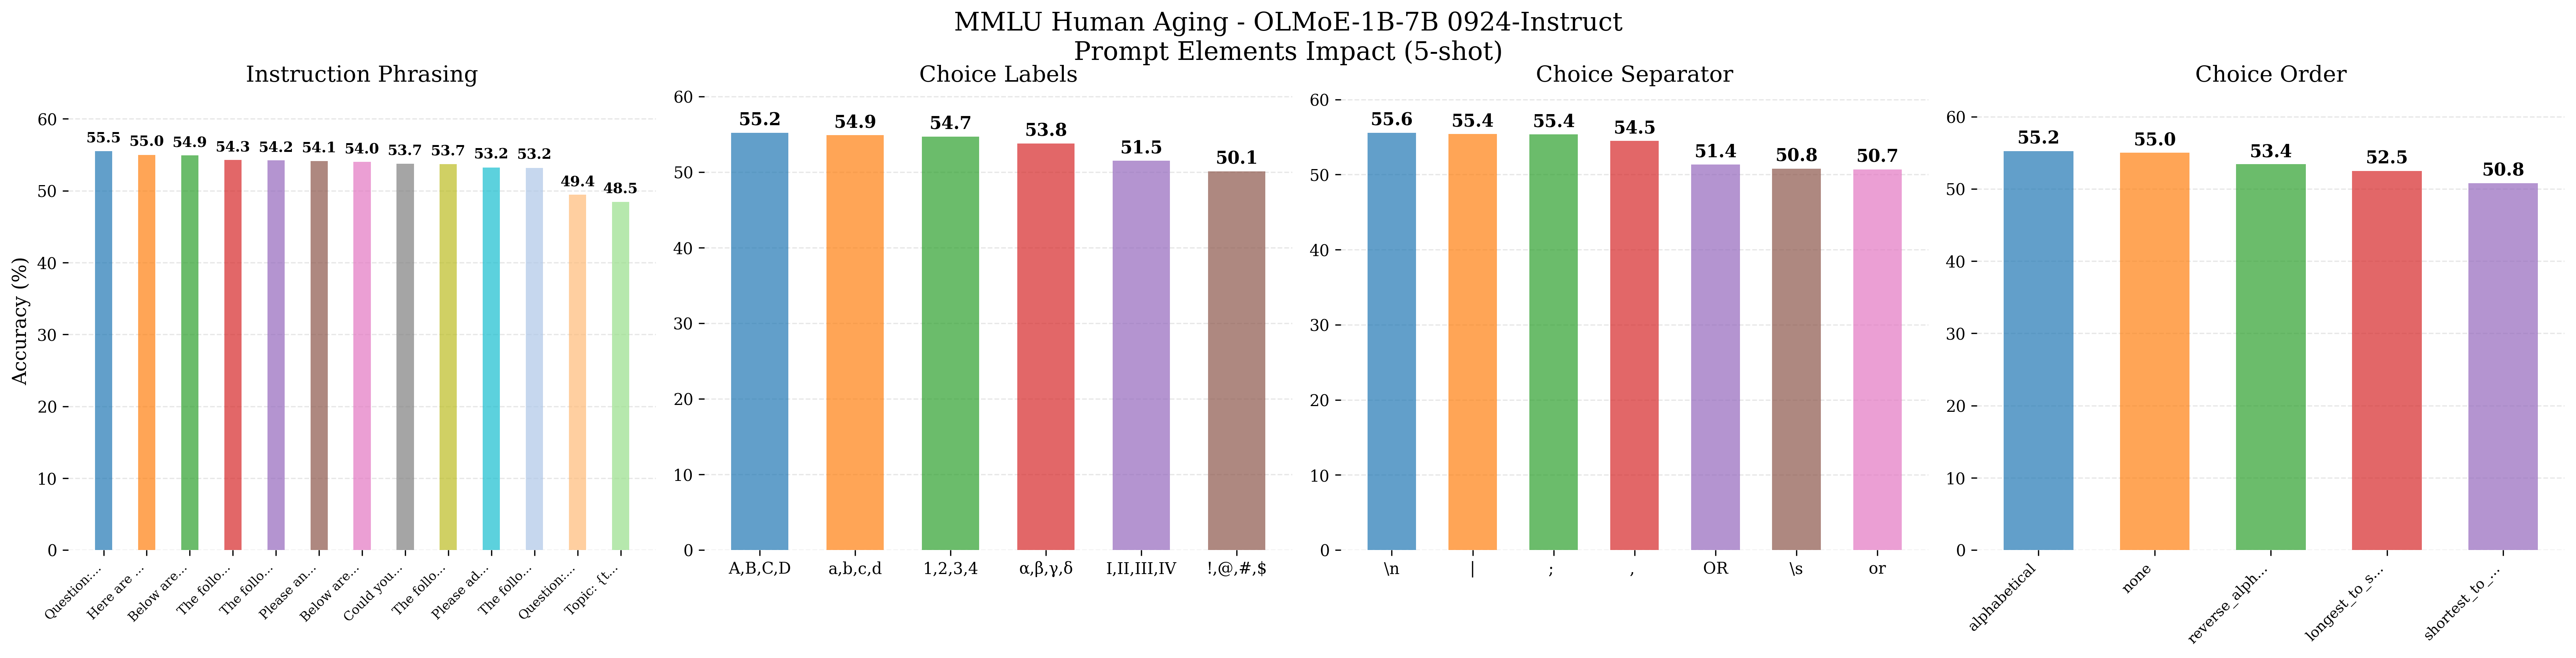 MMLU Human Aging - OLMoE-1B-7B 0924-Instruct
Prompt Elements Impact (5-shot)
Instruction Phrasing
Accuracy (%)
60
50
40
30
20
10
0
55.5
55.0
54.9
54.3
54.2
54.1
54.0
53.7
53.7
53.2
53.2
49.4
48.5
Question:...
Here are ...
Below are...
The follo...
The follo...
Please an...
Below are...
Could you...
The follo...
Please ad...
The follo...
Question:...
Topic: {t...
Choice Labels
60
50
40
30
20
10
0
55.2
54.9
54.7
53.8
51.5
50.1
A,B,C,D
a,b,c,d
1,2,3,4
α,β,γ,δ
I,II,III,IV
!,@,#,$
Choice Separator
60
50
40
30
20
10
0
55.6
55.4
55.4
54.5
51.4
50.8
50.7
\n
|
;
,
OR
\s
or
Choice Order
60
50
40
30
20
10
0
55.2
55.0
53.4
52.5
50.8
alphabetical
none
reverse_alph...
longest_to_s...
shortest_to_...